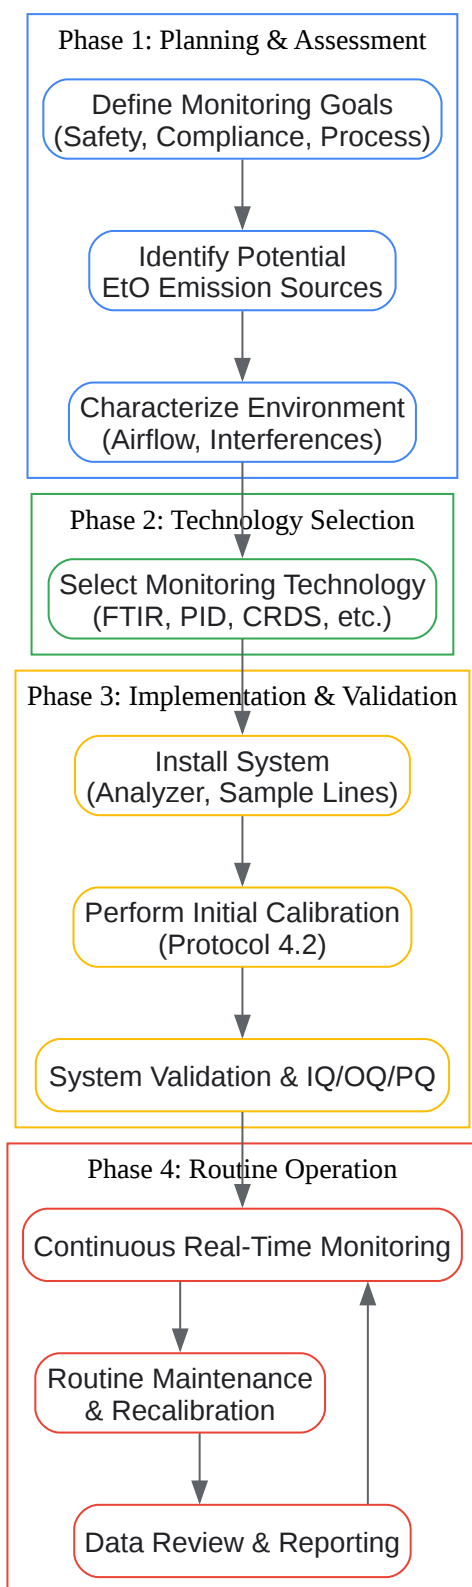 Phase 1: Planning & Assessment
Define Monitoring Goals
(Safety, Compliance, Process)
Identify Potential
EtO Emission Sources
Characterize Environment
(Airflow, Interferences)
Phase 2: Technology Selection
Select Monitoring Technology
(FTIR, PID, CRDS, etc.)
Phase 3: Implementation & Validation
Install System
(Analyzer, Sample Lines)
Perform Initial Calibration
(Protocol 4.2)
System Validation & IQ/OQ/PQ
Phase 4: Routine Operation
Continuous Real-Time Monitoring
Routine Maintenance
& Recalibration
Data Review & Reporting